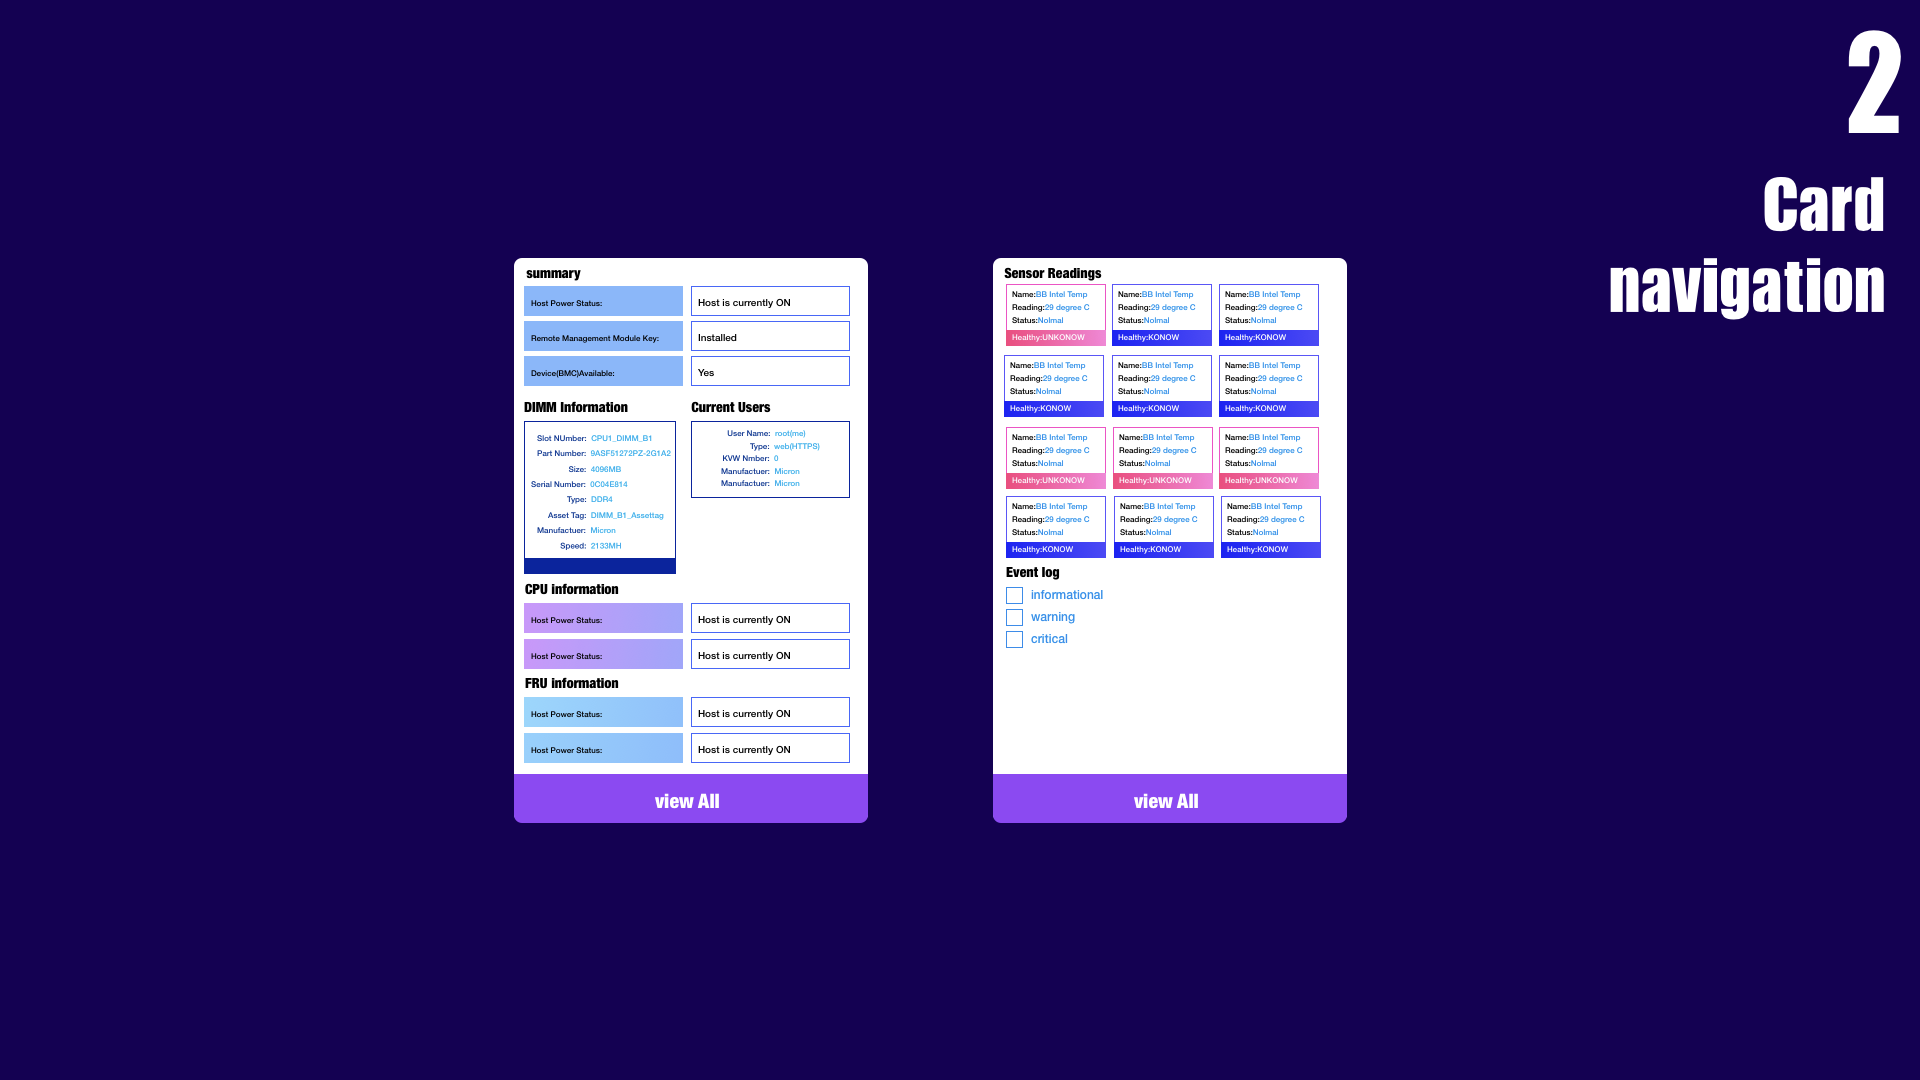 2
Card
navigation
summary
Host Power Status: Host is currently ON
Remote Management Module Key: Installed
Device(BMC)Available: Yes
DIMM Information
Slot NUmber: CPU1_DIMM_B1
Part Number: 9ASF51272PZ-2G1A2
Size: 4096MB
Serial Number: 0C04E814
Type: DDR4
Asset Tag: DIMM_B1_Assettag
Manufactuer: Micron
Speed: 2133MH
Current Users
User Name: root(me)
Type: web(HTTPS)
KVW Nmber: 0
Manufactuer: Micron
Manufactuer: Micron
CPU information
Host Power Status: Host is currently ON
Host Power Status: Host is currently ON
FRU information
Host Power Status: Host is currently ON
Host Power Status: Host is currently ON
view All
Sensor Readings
Name:BB Intel Temp
Reading:29 degree C
Status:Nolmal
Healthy:UNKONOW
Name:BB Intel Temp
Reading:29 degree C
Status:Nolmal
Healthy:KONOW
Name:BB Intel Temp
Reading:29 degree C
Status:Nolmal
Healthy:KONOW
Name:BB Intel Temp
Reading:29 degree C
Status:Nolmal
Healthy:KONOW
Name:BB Intel Temp
Reading:29 degree C
Status:Nolmal
Healthy:KONOW
Name:BB Intel Temp
Reading:29 degree C
Status:Nolmal
Healthy:KONOW
Name:BB Intel Temp
Reading:29 degree C
Status:Nolmal
Healthy:UNKONOW
Name:BB Intel Temp
Reading:29 degree C
Status:Nolmal
Healthy:UNKONOW
Name:BB Intel Temp
Reading:29 degree C
Status:Nolmal
Healthy:UNKONOW
Name:BB Intel Temp
Reading:29 degree C
Status:Nolmal
Healthy:KONOW
Name:BB Intel Temp
Reading:29 degree C
Status:Nolmal
Healthy:KONOW
Name:BB Intel Temp
Reading:29 degree C
Status:Nolmal
Healthy:KONOW
Event log
informational
warning
critical
view All